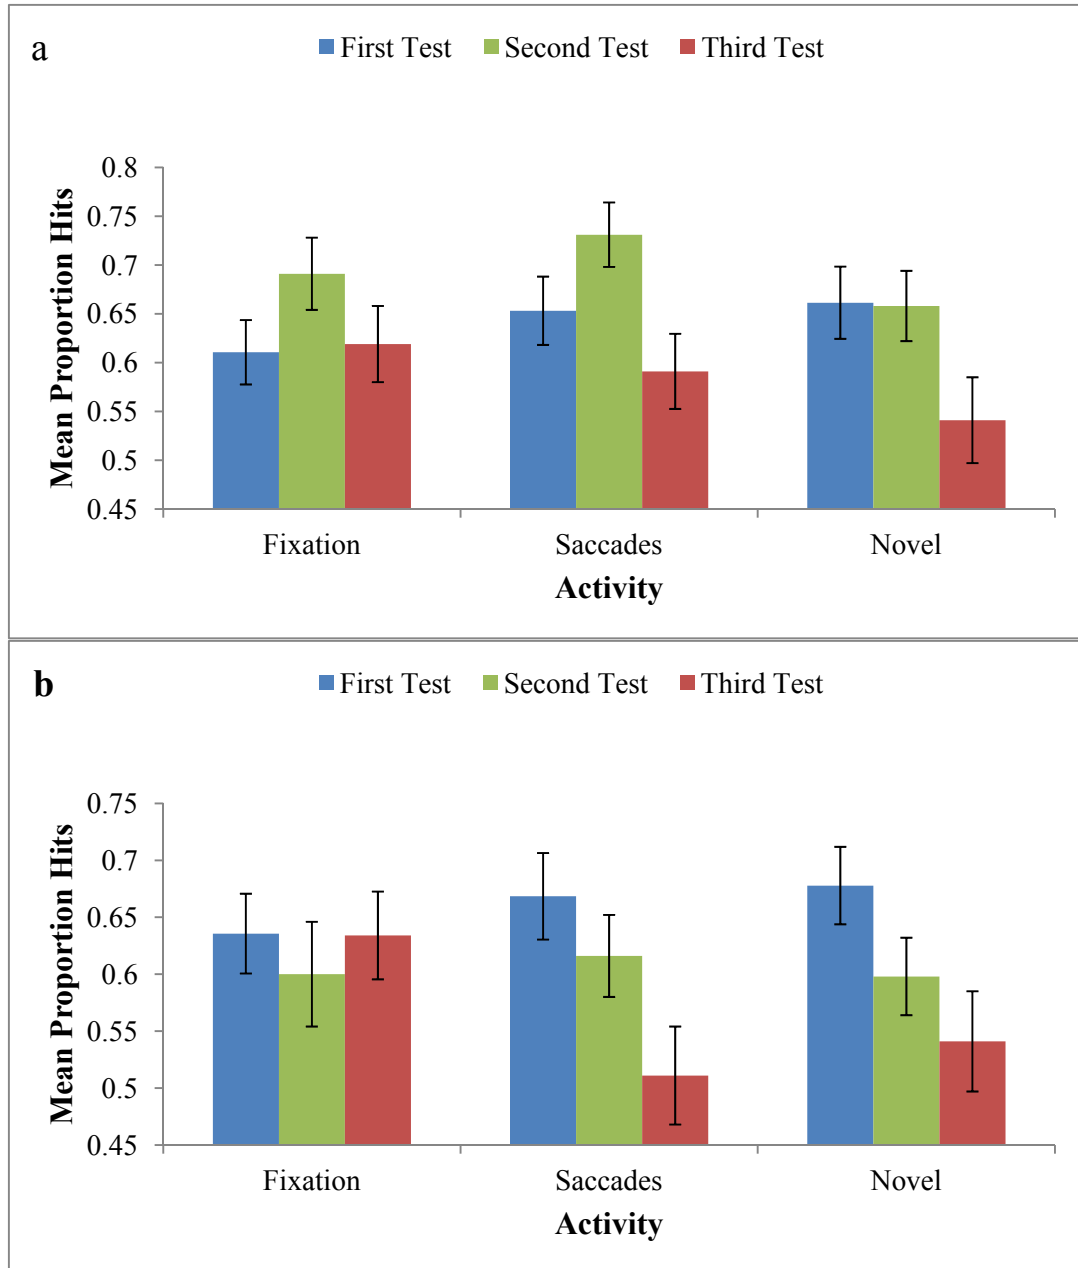 a
First Test Second Test Third Test
0.8
0.75
0.7
0.65
0.6
0.55
0.5
0.45
Mean Proportion Hits
Fixation Saccades Novel
Activity
b
First Test Second Test Third Test
0.75
0.7
0.65
0.6
0.55
0.5
0.45
Mean Proportion Hits
Fixation Saccades Novel
Activity